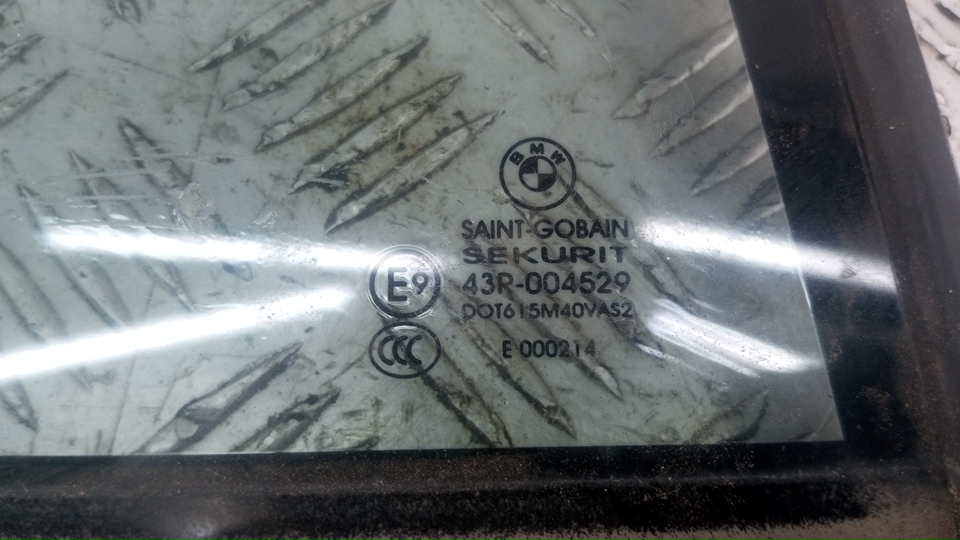 BMW
SAINT-GOBAIN
SEKURIT
E9
43R-004529
DOT615M40VAS2
CCC
E 000214